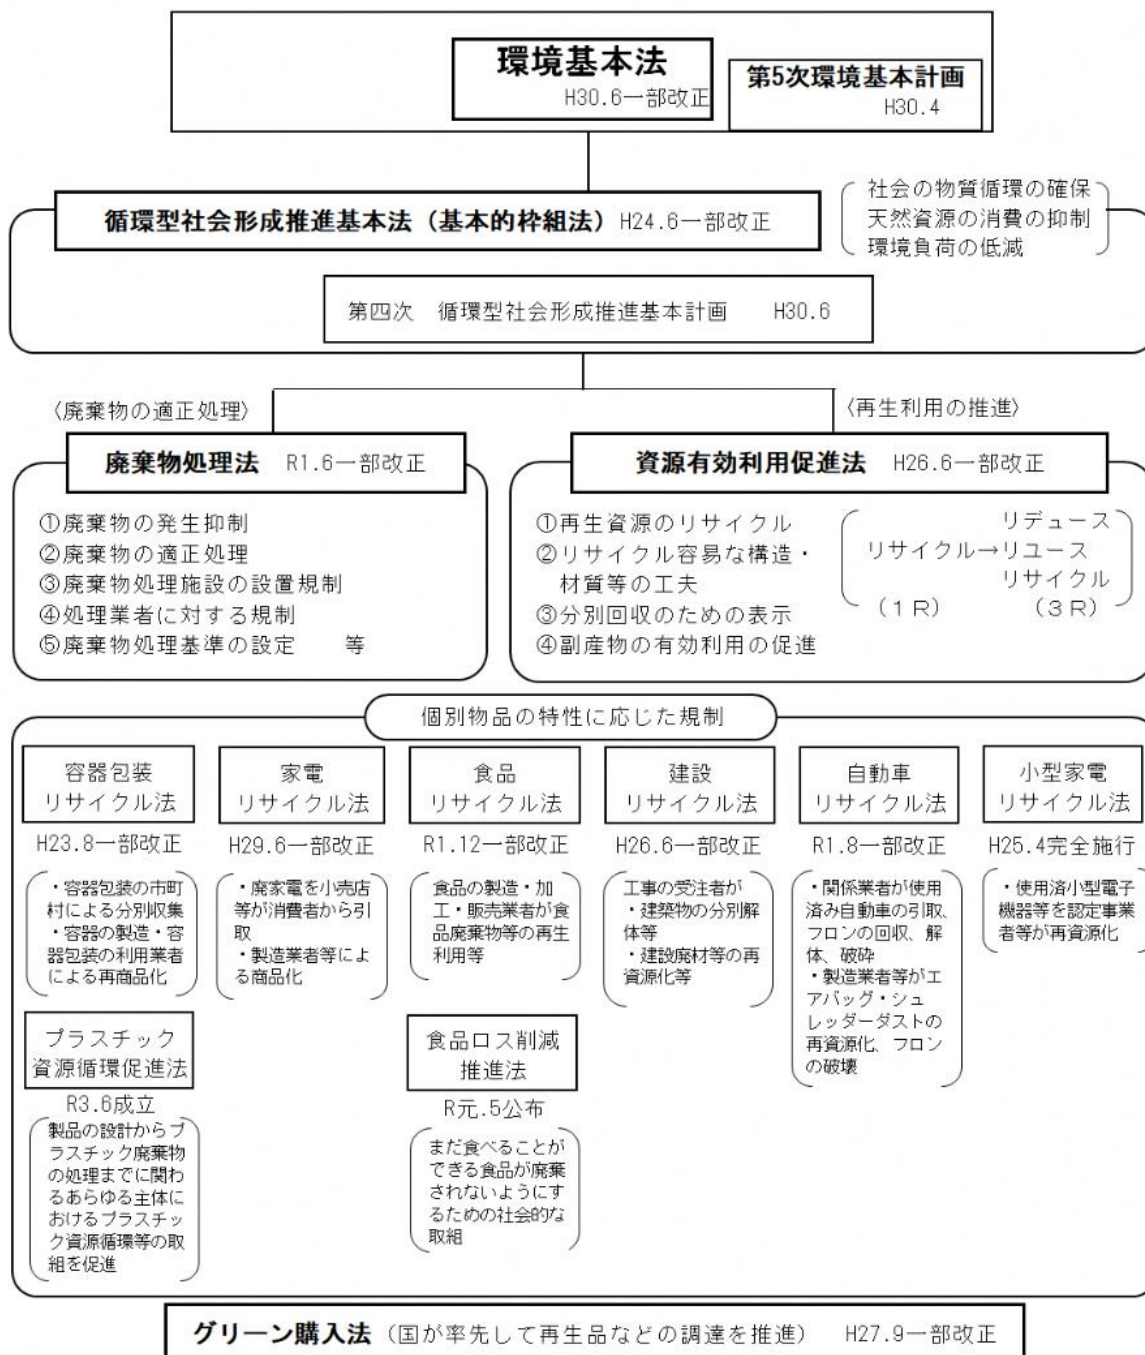 環境基本法
H30.6一部改正
第5次環境基本計画
H30.4
循環型社会形成推進基本法（基本的枠組法）H24.6一部改正
社会の物質循環の確保
天然資源の消費の抑制
環境負荷の低減
第四次 循環型社会形成推進基本計画 H30.6
〈廃棄物の適正処理〉
〈再生利用の推進〉
廃棄物処理法 R1.6一部改正
①廃棄物の発生抑制
②廃棄物の適正処理
③廃棄物処理施設の設置規制
④処理業者に対する規制
⑤廃棄物処理基準の設定 等
資源有効利用促進法 H26.6一部改正
①再生資源のリサイクル
②リサイクル容易な構造・
材質等の工夫
③分別回収のための表示
④副産物の有効利用の促進
リデュース
リサイクル→リユース
リサイクル
（１Ｒ） （３Ｒ）
個別物品の特性に応じた規制
容器包装
リサイクル法
H23.8一部改正
・容器包装の市町
村による分別収集
・容器の製造・容
器包装の利用業者
による再商品化
家電
リサイクル法
H29.6一部改正
・廃家電を小売店
等が消費者から引
取
・製造業者等によ
る商品化
食品
リサイクル法
R1.12一部改正
食品の製造・加
工・販売業者が食
品廃棄物等の再生
利用等
建設
リサイクル法
H26.6一部改正
工事の受注者が
・建築物の分別解
体等
・建設廃材等の再
資源化等
自動車
リサイクル法
R1.8一部改正
・関係業者が使用
済み自動車の引取、
フロンの回収、解
体、破砕
・製造業者等がエ
アバッグ・シュ
レッダーダストの
再資源化、フロン
の破壊
小型家電
リサイクル法
H25.4完全施行
・使用済小型電子
機器等を認定事業
者等が再資源化
プラスチック
資源循環促進法
R3.6成立
製品の設計からプ
ラスチック廃棄物
の処理までに関わ
るあらゆる主体に
おけるプラスチッ
ク資源循環等の取
組を促進
食品ロス削減
推進法
R元.5公布
まだ食べることが
できる食品が廃棄
されないようにす
るための社会的な
取組
グリーン購入法（国が率先して再生品などの調達を推進） H27.9一部改正